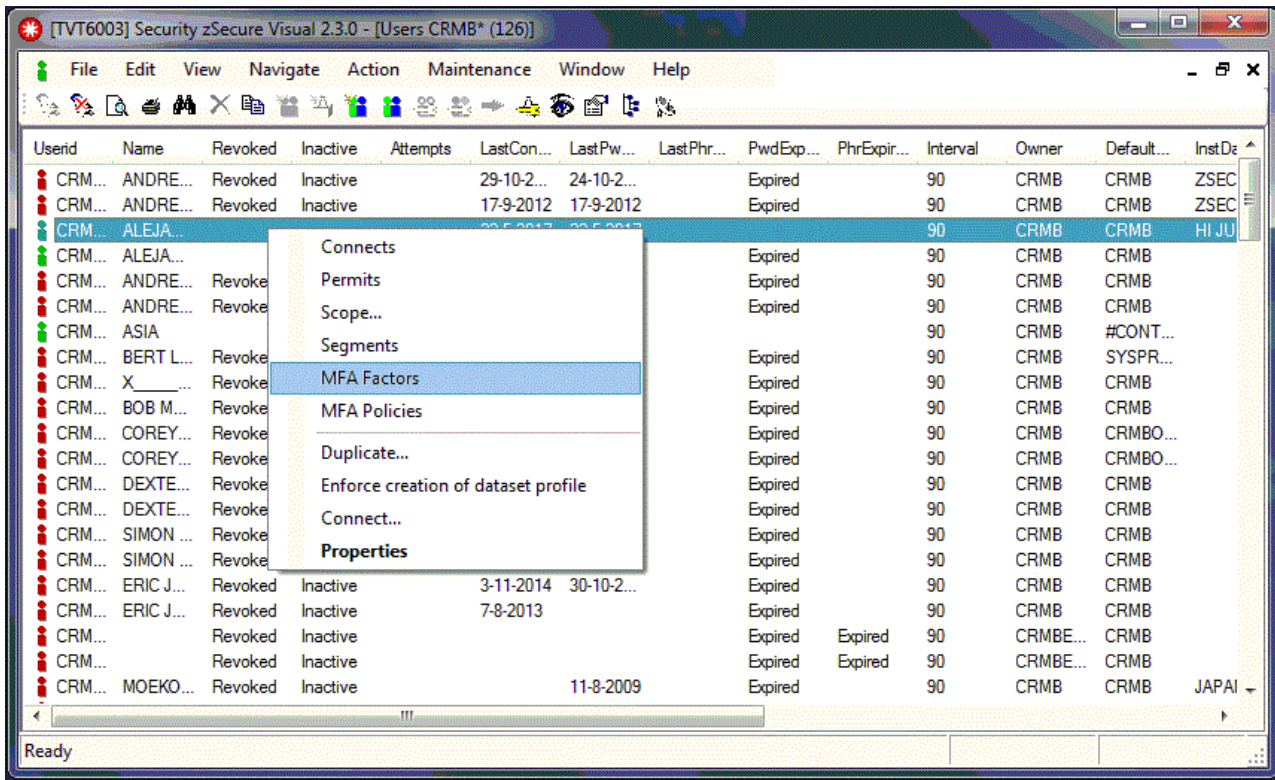 [TVT6003] Security zSecure Visual 2.3.0 - [Users CRMB* (126)]
File Edit View Navigate Action Maintenance Window Help
Userid Name Revoked Inactive Attempts LastCon... LastPw... LastPhr... PwdExp... PhrExpir... Interval Owner Default... InstDa
CRM... ANDRE... Revoked Inactive 29-10-2... 24-10-2... Expired 90 CRMB CRMB ZSEC
CRM... ANDRE... Revoked Inactive 17-9-2012 17-9-2012 Expired 90 CRMB CRMB ZSEC
CRM... ALEJA... 90 CRMB CRMB HI JU
CRM... ALEJA... Expired 90 CRMB CRMB
CRM... ANDRE... Revoke Expired 90 CRMB CRMB
CRM... ANDRE... Revoke Expired 90 CRMB CRMB
CRM... ASIA 90 CRMB #CONT...
CRM... BERT L... Revoke Expired 90 CRMB SYSPR...
CRM... X_____... Revoke Expired 90 CRMB CRMB
CRM... BOB M... Revoke Expired 90 CRMB CRMB
CRM... COREY... Revoke Expired 90 CRMB CRMBO...
CRM... COREY... Revoke Expired 90 CRMB CRMBO...
CRM... DEXTE... Revoke Expired 90 CRMB CRMB
CRM... DEXTE... Revoke Expired 90 CRMB CRMB
CRM... SIMON ... Revoke Expired 90 CRMB CRMB
CRM... SIMON ... Revoke Expired 90 CRMB CRMB
CRM... ERIC J... Revoked Inactive 3-11-2014 30-10-2... Expired 90 CRMB CRMB
CRM... ERIC J... Revoked Inactive 7-8-2013 Expired 90 CRMB CRMB
CRM... Revoked Inactive Expired Expired 90 CRMBE... CRMB
CRM... Revoked Inactive Expired Expired 90 CRMBE... CRMB
CRM... MOEKO... Revoked Inactive 11-8-2009 Expired 90 CRMB CRMB JAPAI
Connects
Permits
Scope...
Segments
MFA Factors
MFA Policies
Duplicate...
Enforce creation of dataset profile
Connect...
Properties
Ready